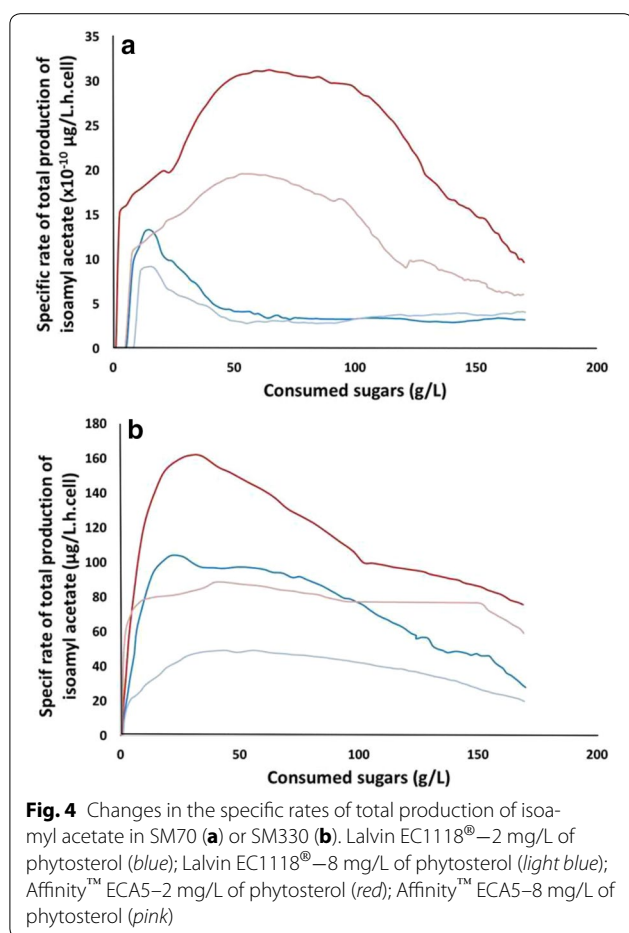 a
Specific rate of total production of
isoamyl acetate (x10⁻¹⁰ µg/L.h.cell)
35
30
25
20
15
10
5
0
0 50 100 150 200
Consumed sugars (g/L)
b
Specif rate of total production of
isoamyl acetate (µg/L.h.cell)
180
160
140
120
100
80
60
40
20
0
0 50 100 150 200
Consumed sugars (g/L)
Fig. 4 Changes in the specific rates of total production of isoa-
myl acetate in SM70 (a) or SM330 (b). Lalvin EC1118®—2 mg/L of
phytosterol (blue); Lalvin EC1118®—8 mg/L of phytosterol (light blue);
Affinity™ ECA5–2 mg/L of phytosterol (red); Affinity™ ECA5–8 mg/L of
phytosterol (pink)